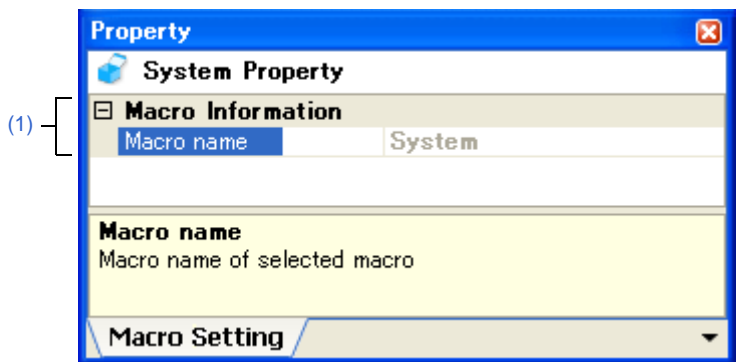 Property
System Property
(1)
Macro Information
Macro name System
Macro name
Macro name of selected macro
Macro Setting